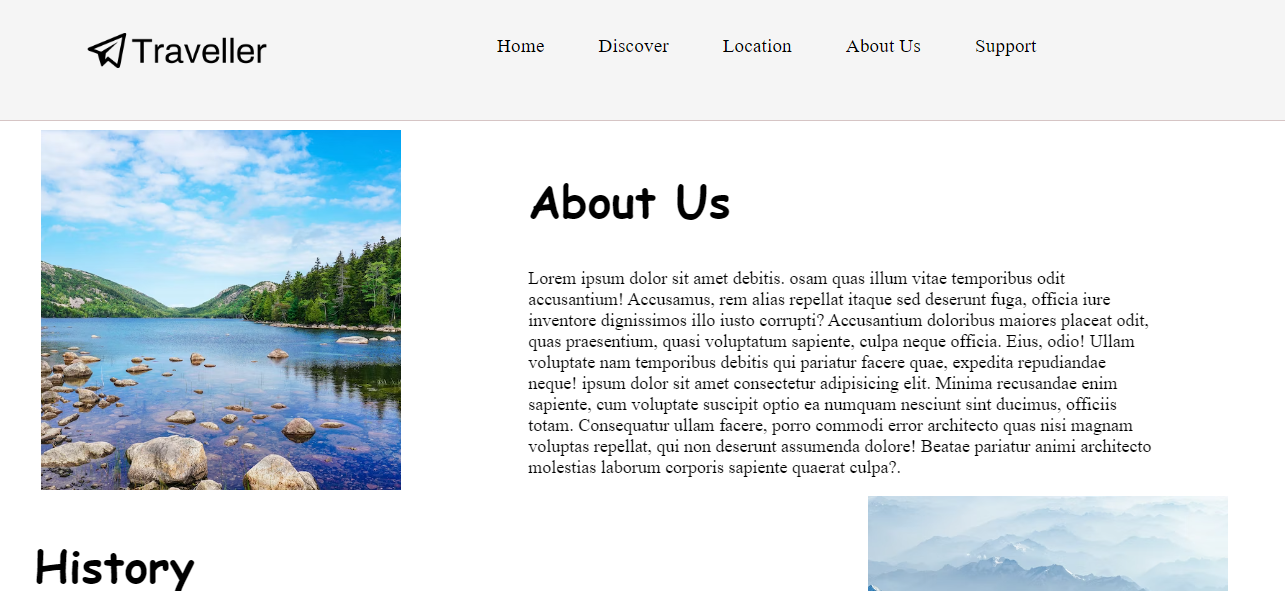 Traveller
Home Discover Location About Us Support
About Us
Lorem ipsum dolor sit amet debitis. osam quas illum vitae temporibus odit
accusantium! Accusamus, rem alias repellat itaque sed deserunt fuga, officia iure
inventore dignissimos illo iusto corrupti? Accusantium doloribus maiores placeat odit,
quas praesentium, quasi voluptatum sapiente, culpa neque officia. Eius, odio! Ullam
voluptate nam temporibus debitis qui pariatur facere quae, expedita repudiandae
neque! ipsum dolor sit amet consectetur adipisicing elit. Minima recusandae enim
sapiente, cum voluptate suscipit optio ea numquam nesciunt sint ducimus, officiis
totam. Consequatur ullam facere, porro commodi error architecto quas nisi magnam
voluptas repellat, qui non deserunt assumenda dolore! Beatae pariatur animi architecto
molestias laborum corporis sapiente quaerat culpa?.
History